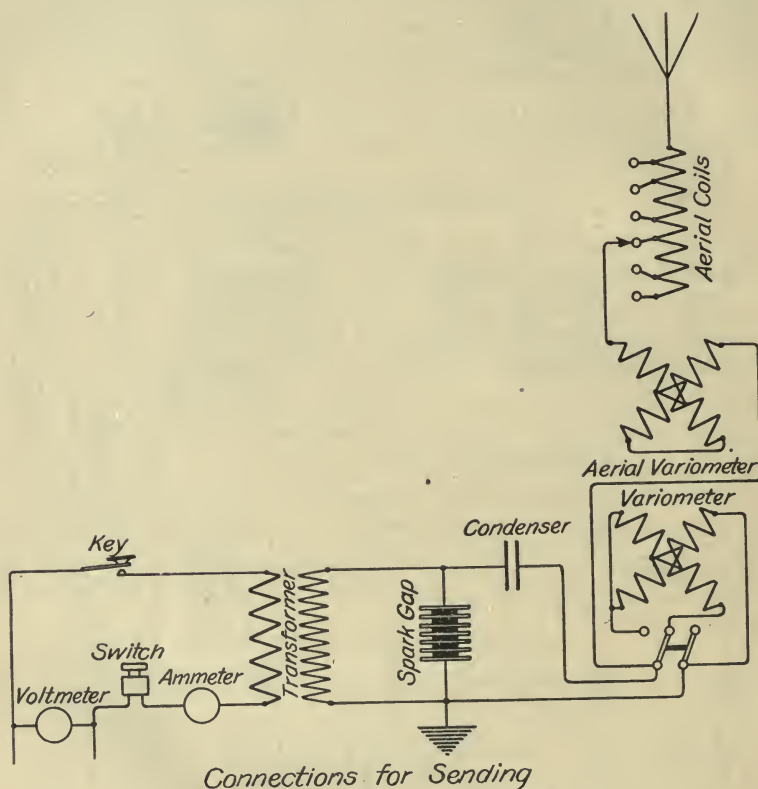 Aerial Coils
Aerial Variometer
Variometer
Condenser
Key
Transformer
Spark Gap
Switch
Ammeter
Voltmeter
Connections for Sending